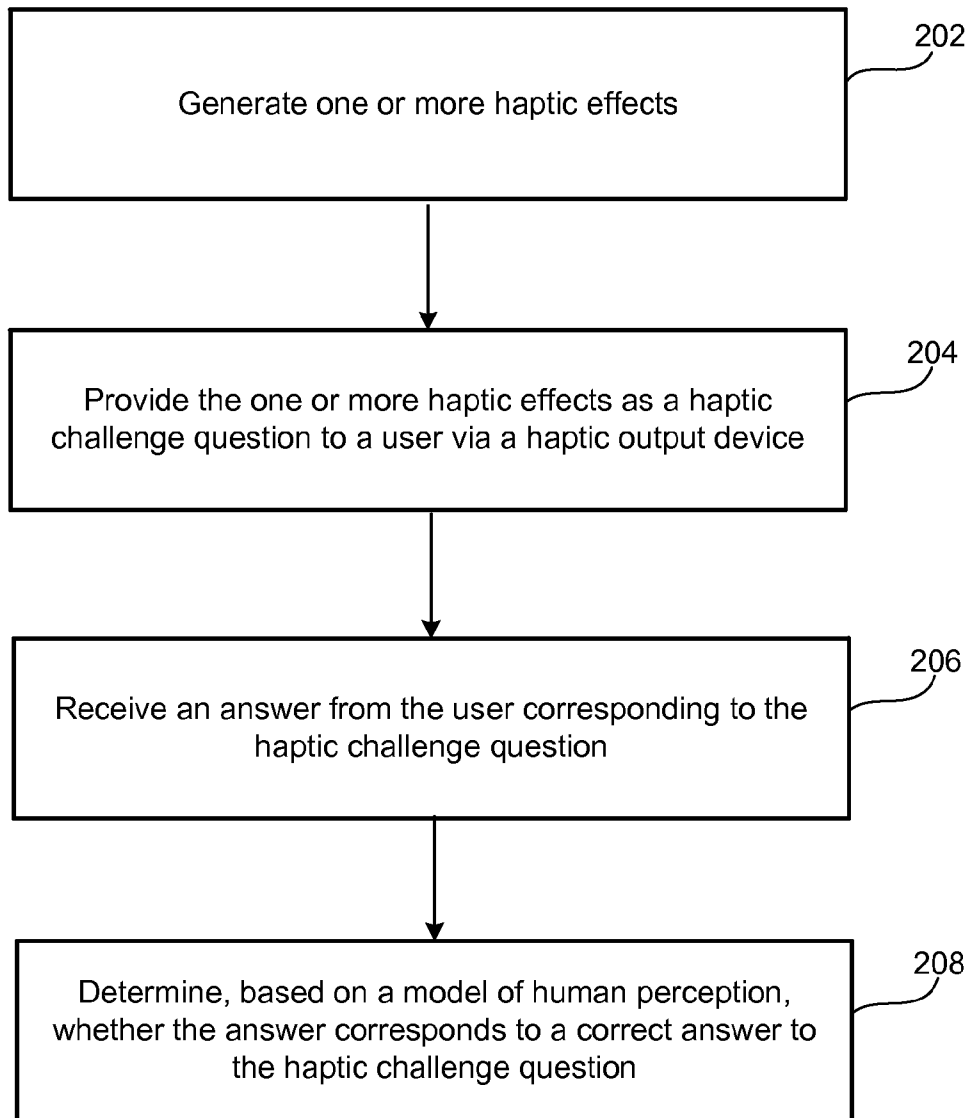 202
Generate one or more haptic effects
204
Provide the one or more haptic effects as a haptic
challenge question to a user via a haptic output device
206
Receive an answer from the user corresponding to the
haptic challenge question
208
Determine, based on a model of human perception,
whether the answer corresponds to a correct answer to
the haptic challenge question